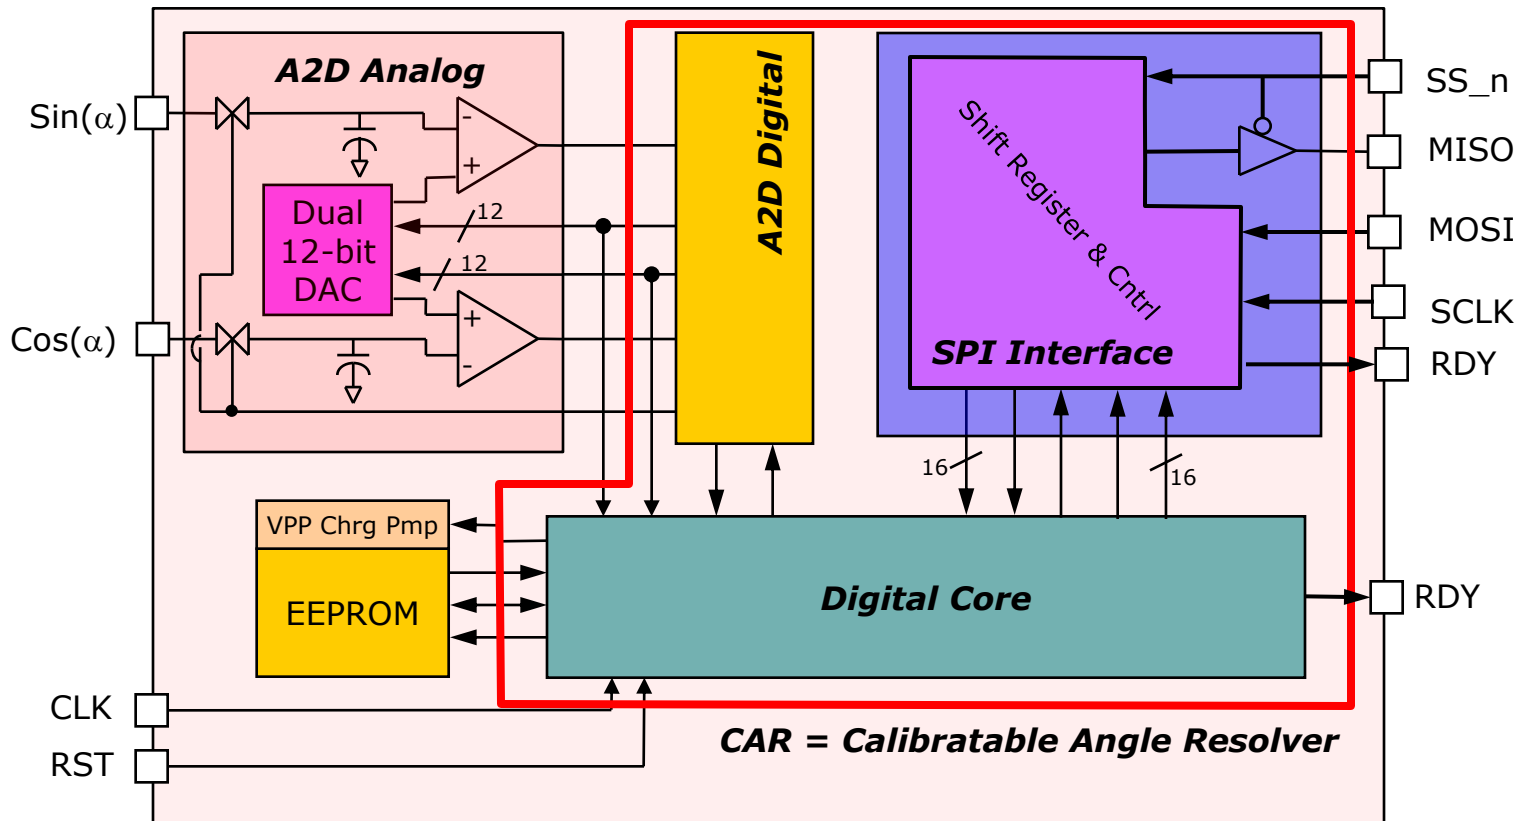 A2D Analog
Sin(α)
-
+
Dual
12-bit
DAC
12
12
Cos(α)
+
-
A2D Digital
Shift Register & Cntrl
SPI Interface
SS_n
MISO
MOSI
SCLK
RDY
16
16
VPP Chrg Pmp
EEPROM
Digital Core
RDY
CLK
RST
CAR = Calibratable Angle Resolver